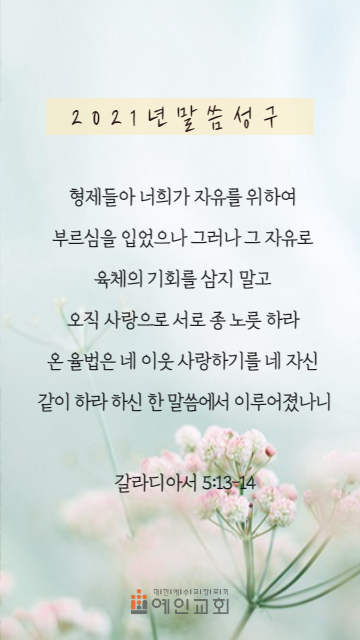 2021년말씀성구
형제들아 너희가 자유를 위하여
부르심을 입었으나 그러나 그 자유로
육체의 기회를 삼지 말고
오직 사랑으로 서로 종 노릇 하라
온 율법은 네 이웃 사랑하기를 네 자신
같이 하라 하신 한 말씀에서 이루어졌나니
갈라디아서 5:13-14
예인교회